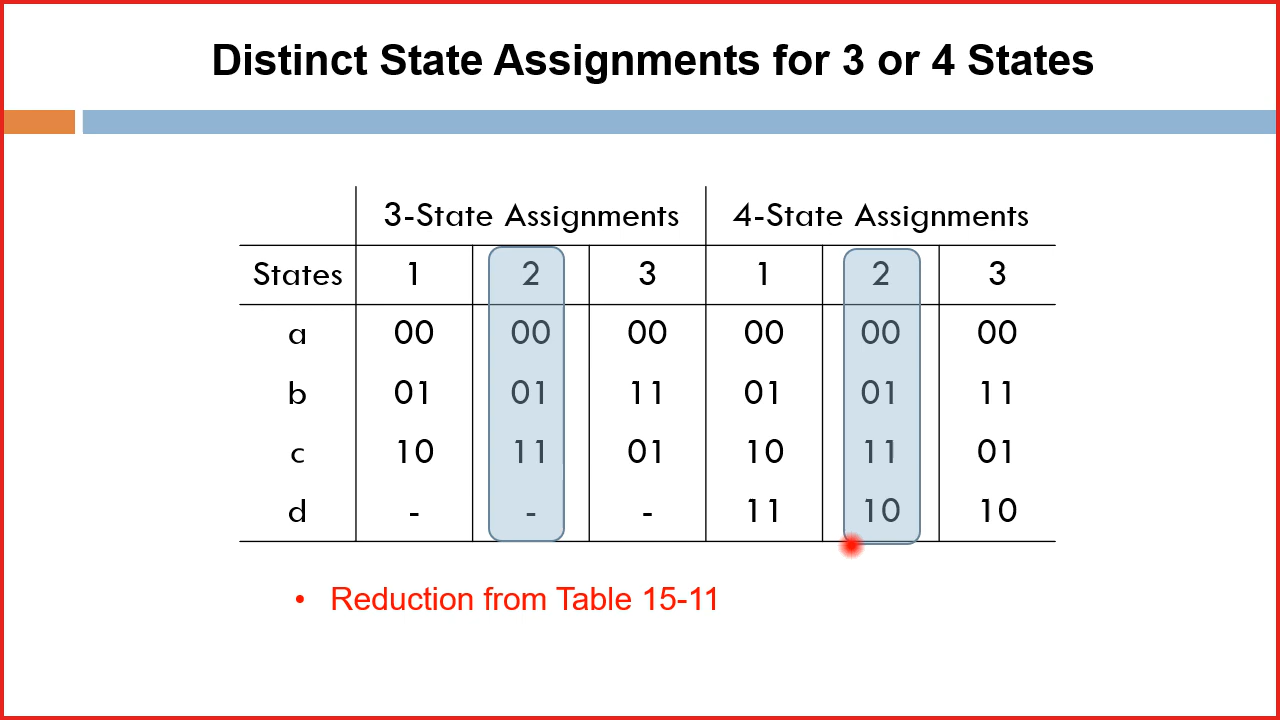 Distinct State Assignments for 3 or 4 States
3-State Assignments 4-State Assignments
States 1 2 3 1 2 3
a 00 00 00 00 00 00
b 01 01 11 01 01 11
c 10 11 01 10 11 01
d - - - 11 10 10
• Reduction from Table 15-11